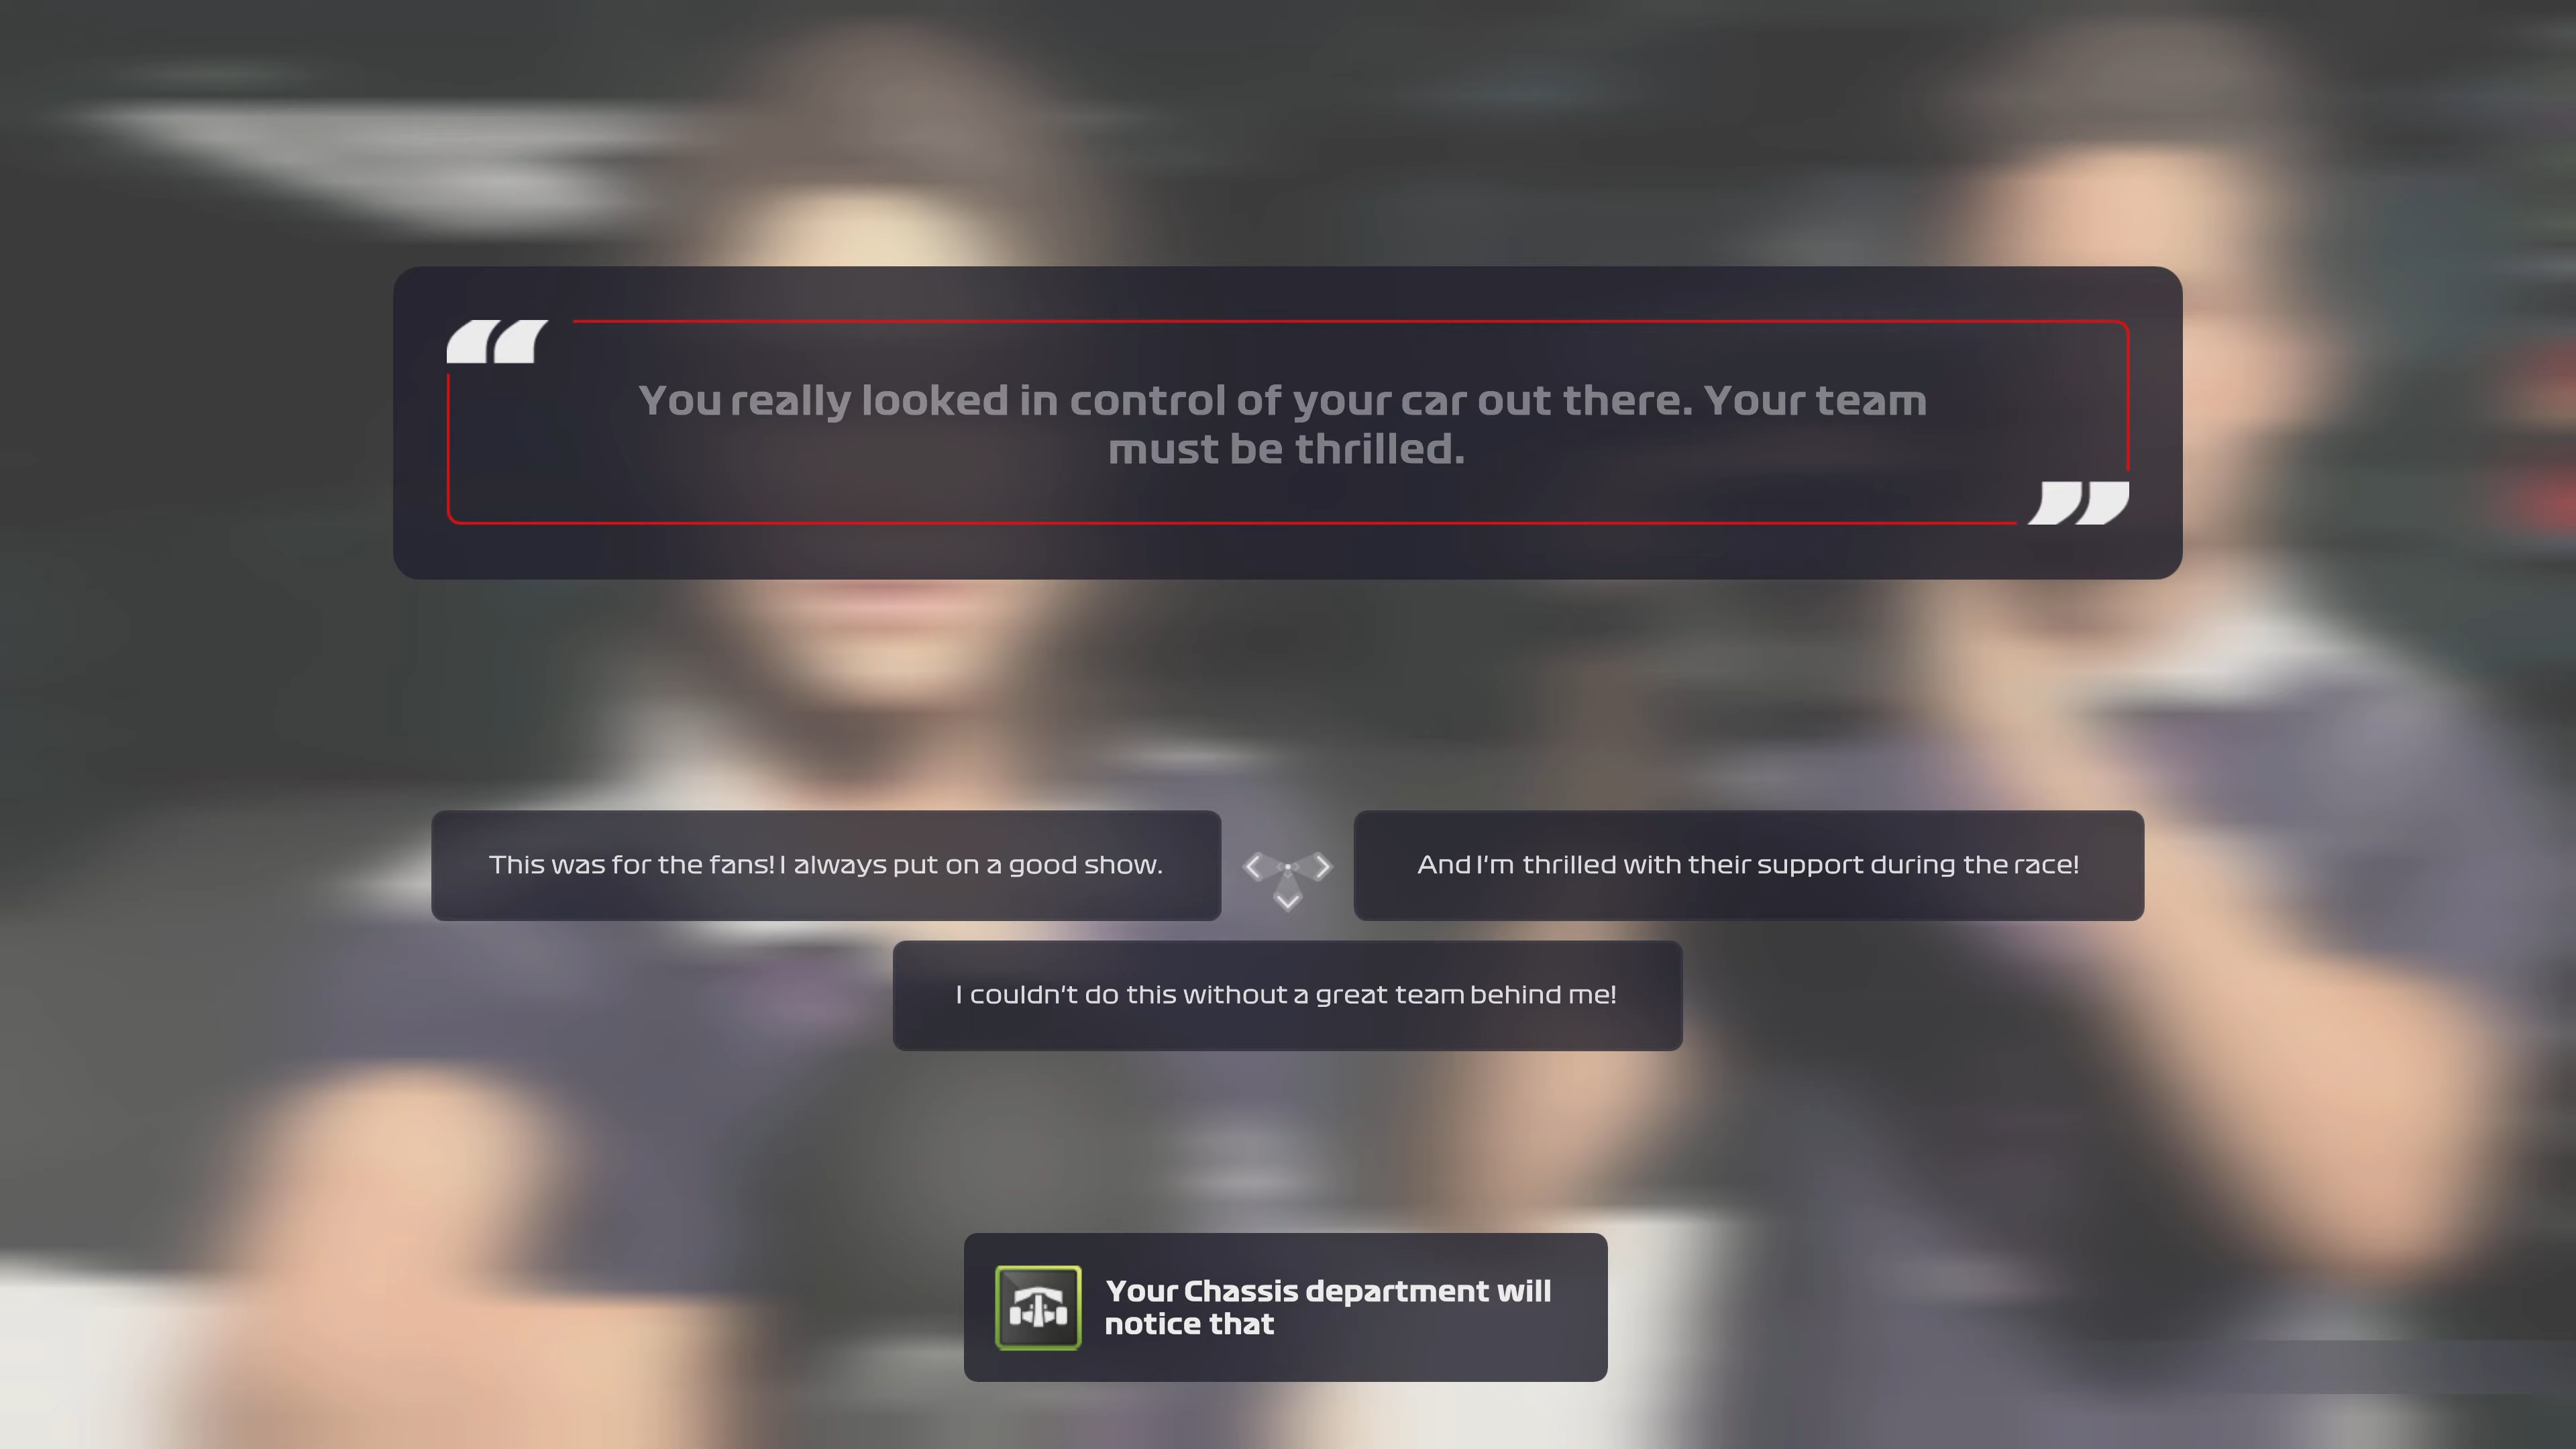 You really looked in control of your car out there. Your team
must be thrilled.
This was for the fans! I always put on a good show.
And I'm thrilled with their support during the race!
I couldn't do this without a great team behind me!
Your Chassis department will
notice that